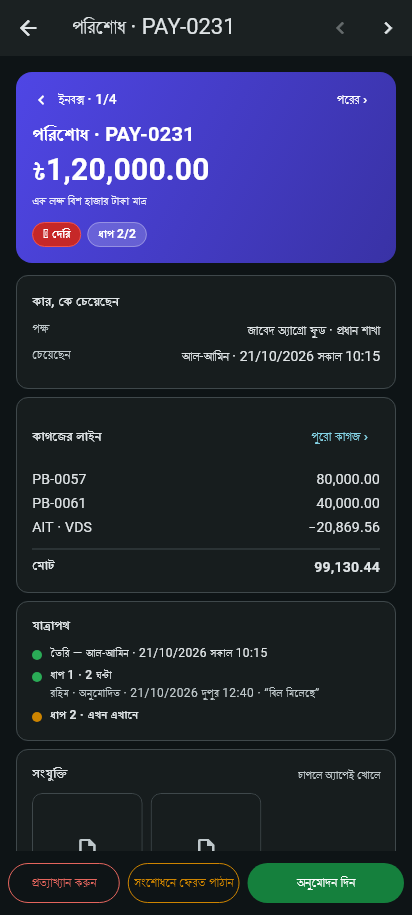 পরিশোধ · PAY-0231
ইনবক্স · 1/4
পরের ›
পরিশোধ · PAY-0231
৳1,20,000.00
এক লক্ষ বিশ হাজার টাকা মাত্র
দেরি
ধাপ 2/2
কার, কে চেয়েছেন
পক্ষ
জাবেদ অ্যাগ্রো ফুড · প্রধান শাখা
চেয়েছেন
আল-আমিন · 21/10/2026 সকাল 10:15
কাগজের লাইন
পুরো কাগজ ›
PB-0057 80,000.00
PB-0061 40,000.00
AIT · VDS −20,869.56
মোট 99,130.44
যাত্রাপথ
তৈরি — আল-আমিন · 21/10/2026 সকাল 10:15
ধাপ 1 · 2 ঘণ্টা
রহিম · অনুমোদিত · 21/10/2026 দুপুর 12:40 · “বিল মিলেছে”
ধাপ 2 · এখন এখানে
সংযুক্তি
চাপলে অ্যাপেই খোলে
প্রত্যাখ্যান করুন
সংশোধনে ফেরত পাঠান
অনুমোদন দিন